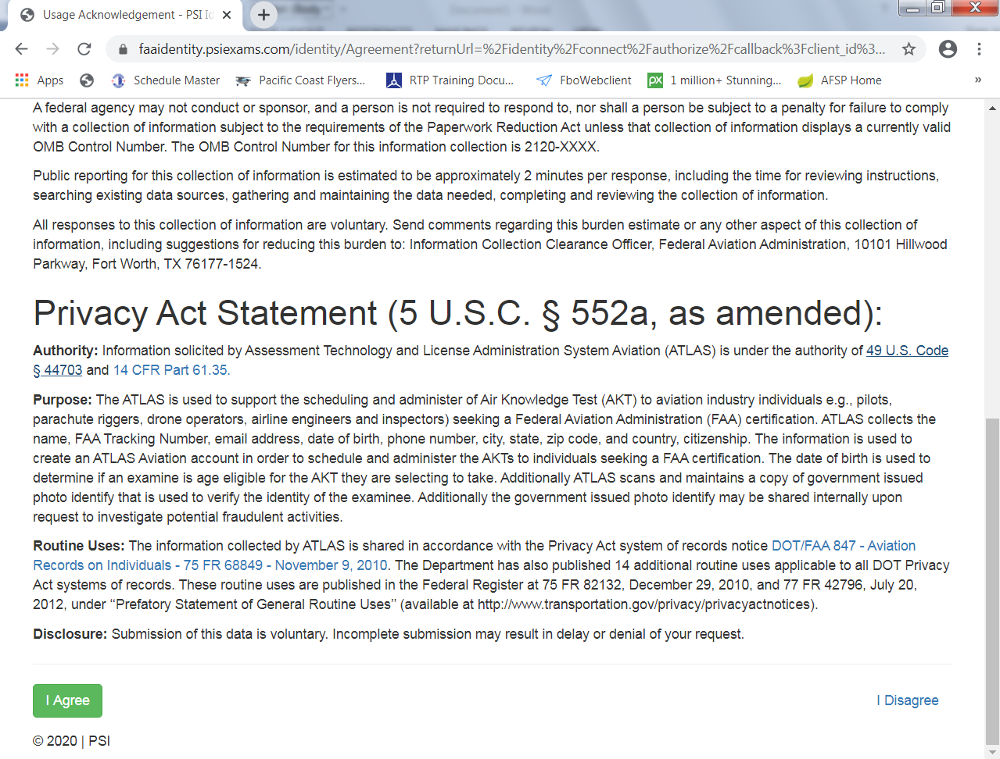 Usage Acknowledgement - PSI Id
faaidentity.psiexams.com/identity/Agreement?returnUrl=%2Fidentity%2Fconnect%2Fauthorize%2Fcallback%3Fclient_id%3...
Apps Schedule Master Pacific Coast Flyers... RTP Training Docu... FboWebclient px 1 million+ Stunning... AFSP Home »
A federal agency may not conduct or sponsor, and a person is not required to respond to, nor shall a person be subject to a penalty for failure to comply
with a collection of information subject to the requirements of the Paperwork Reduction Act unless that collection of information displays a currently valid
OMB Control Number. The OMB Control Number for this information collection is 2120-XXXX.
Public reporting for this collection of information is estimated to be approximately 2 minutes per response, including the time for reviewing instructions,
searching existing data sources, gathering and maintaining the data needed, completing and reviewing the collection of information.
All responses to this collection of information are voluntary. Send comments regarding this burden estimate or any other aspect of this collection of
information, including suggestions for reducing this burden to: Information Collection Clearance Officer, Federal Aviation Administration, 10101 Hillwood
Parkway, Fort Worth, TX 76177-1524.
Privacy Act Statement (5 U.S.C. § 552a, as amended):
Authority: Information solicited by Assessment Technology and License Administration System Aviation (ATLAS) is under the authority of 49 U.S. Code
§ 44703 and 14 CFR Part 61.35.
Purpose: The ATLAS is used to support the scheduling and administer of Air Knowledge Test (AKT) to aviation industry individuals e.g., pilots,
parachute riggers, drone operators, airline engineers and inspectors) seeking a Federal Aviation Administration (FAA) certification. ATLAS collects the
name, FAA Tracking Number, email address, date of birth, phone number, city, state, zip code, and country, citizenship. The information is used to
create an ATLAS Aviation account in order to schedule and administer the AKTs to individuals seeking a FAA certification. The date of birth is used to
determine if an examine is age eligible for the AKT they are selecting to take. Additionally ATLAS scans and maintains a copy of government issued
photo identify that is used to verify the identity of the examinee. Additionally the government issued photo identify may be shared internally upon
request to investigate potential fraudulent activities.
Routine Uses: The information collected by ATLAS is shared in accordance with the Privacy Act system of records notice DOT/FAA 847 - Aviation
Records on Individuals - 75 FR 68849 - November 9, 2010. The Department has also published 14 additional routine uses applicable to all DOT Privacy
Act systems of records. These routine uses are published in the Federal Register at 75 FR 82132, December 29, 2010, and 77 FR 42796, July 20,
2012, under “Prefatory Statement of General Routine Uses” (available at http://www.transportation.gov/privacy/privacyactnotices).
Disclosure: Submission of this data is voluntary. Incomplete submission may result in delay or denial of your request.
I Agree I Disagree
© 2020 | PSI